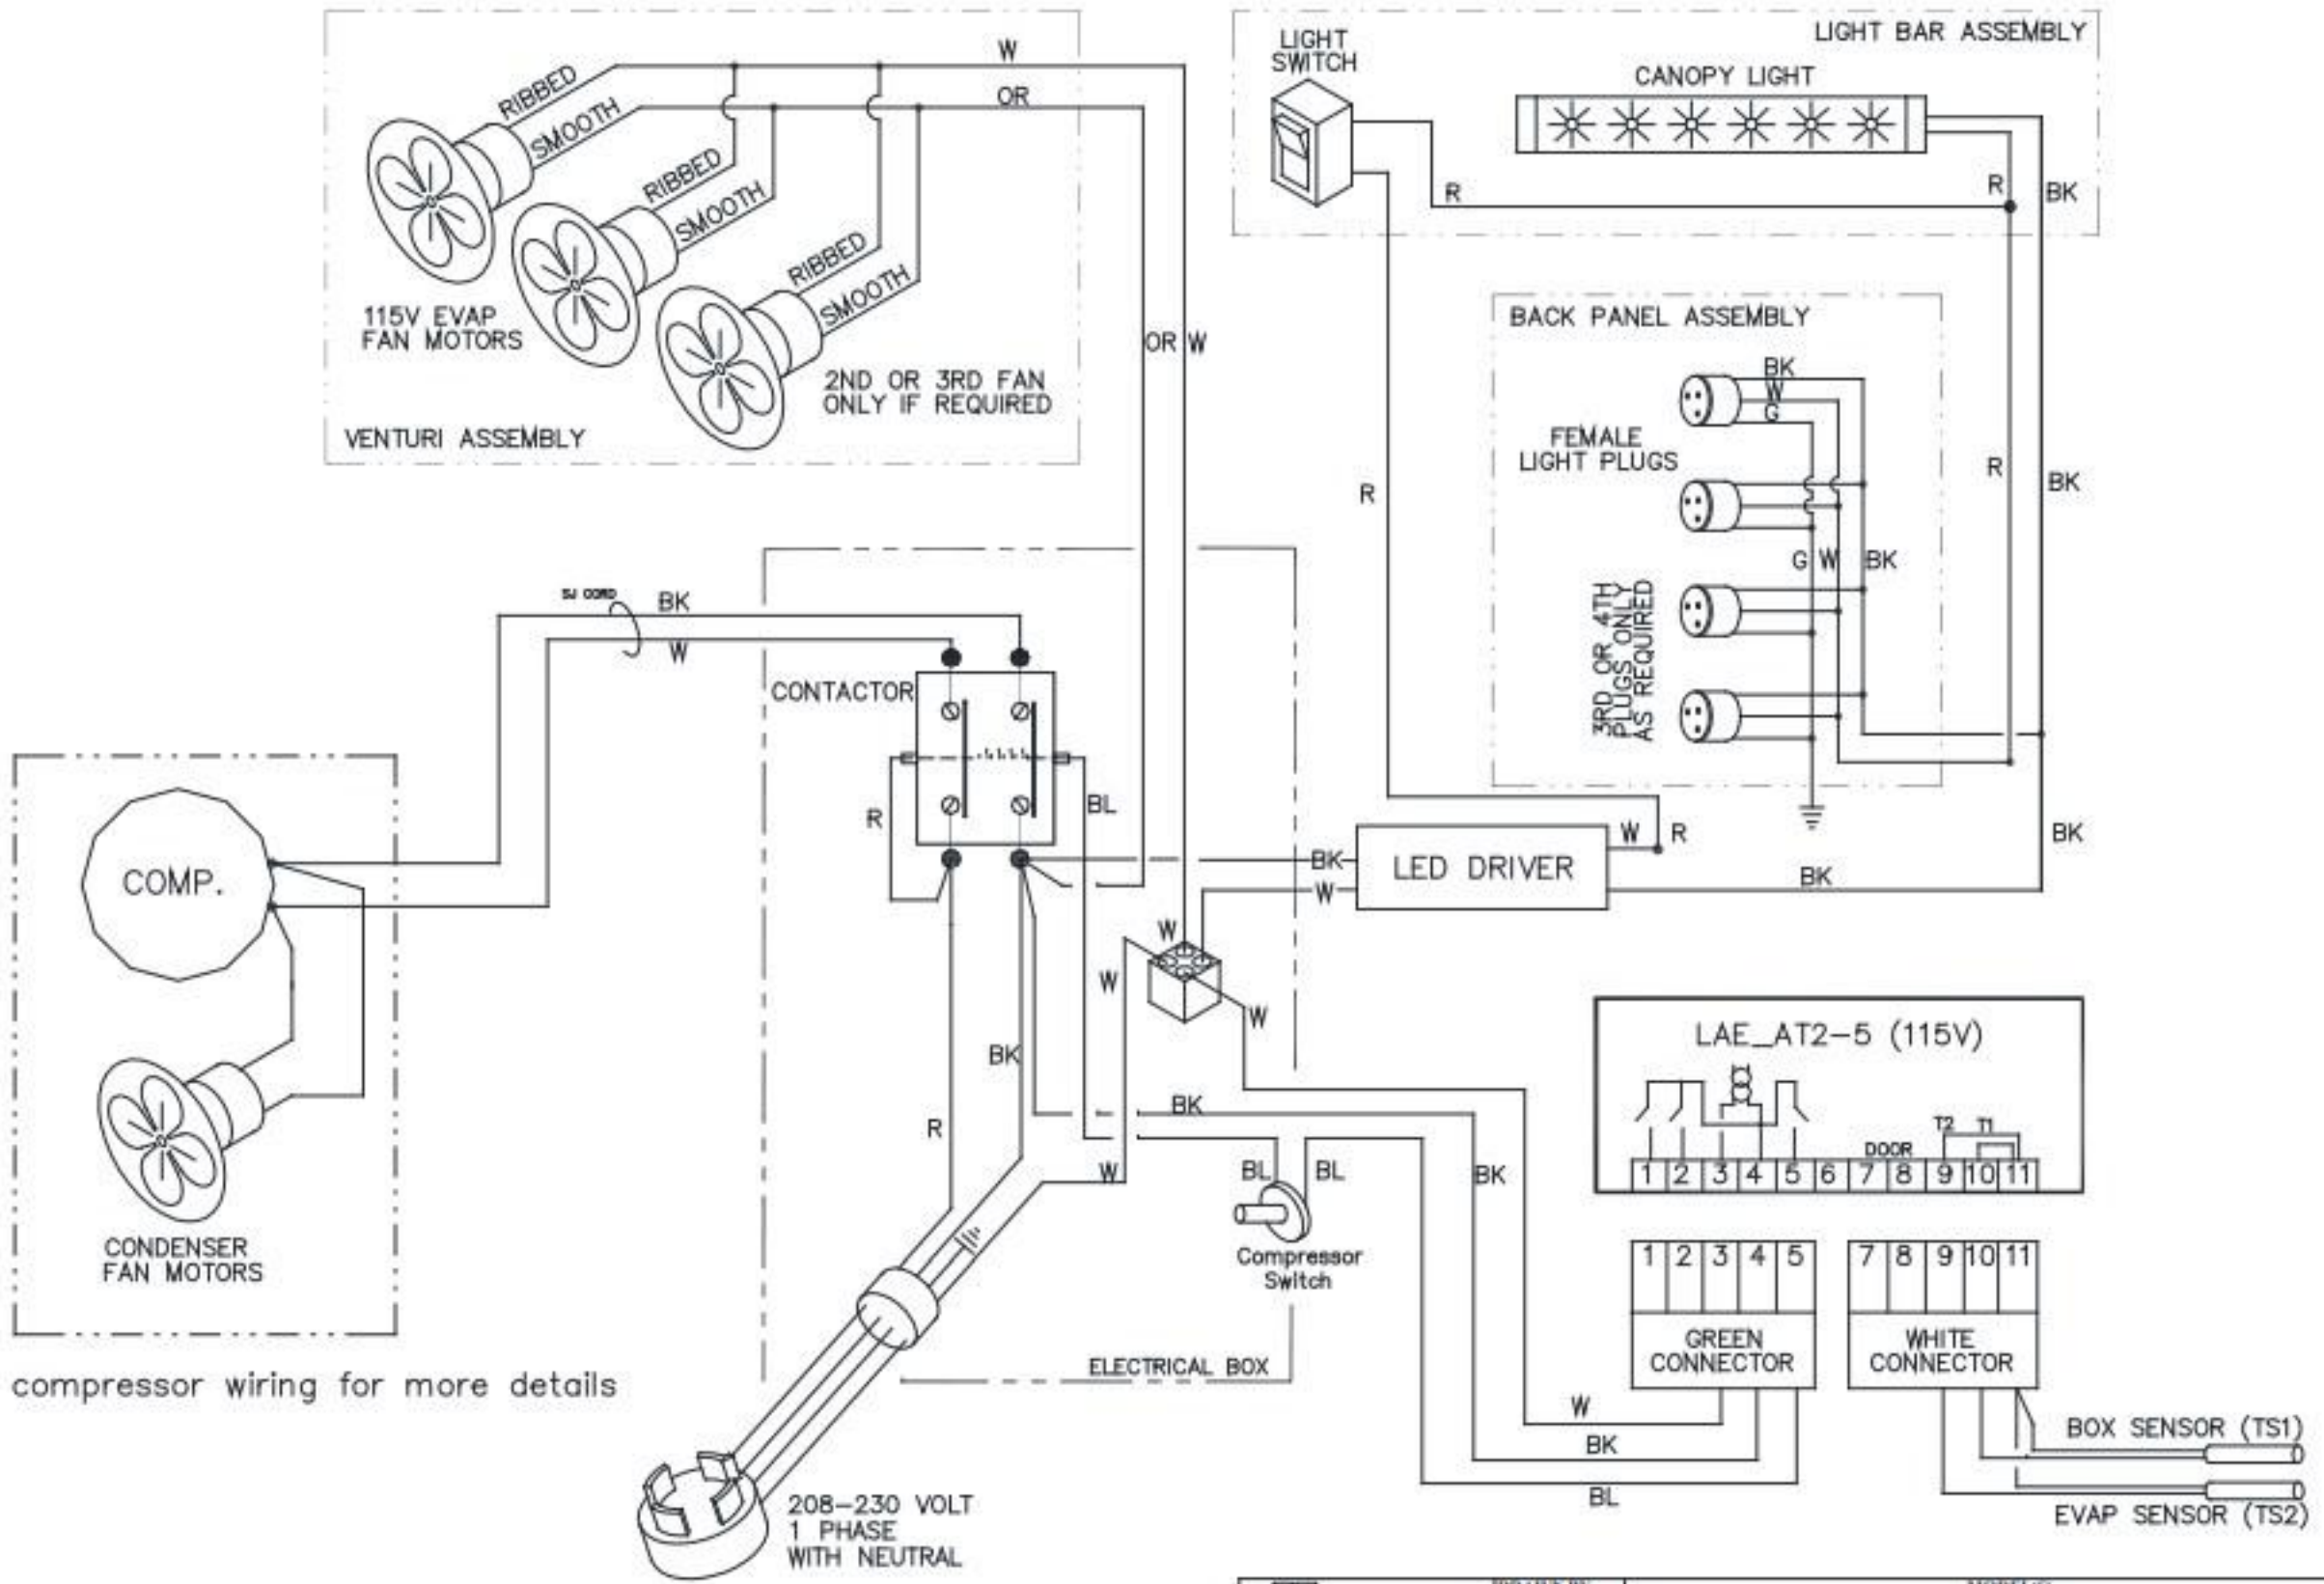 W
OR
RIBBED
SMOOTH
RIBBED
SMOOTH
RIBBED
SMOOTH
115V EVAP
FAN MOTORS
2ND OR 3RD FAN
ONLY IF REQUIRED
VENTURI ASSEMBLY
OR W
LIGHT BAR ASSEMBLY
LIGHT
SWITCH
CANOPY LIGHT
R
R
BK
BACK PANEL ASSEMBLY
BK
W
G
FEMALE
LIGHT PLUGS
R
R
BK
G W BK
3RD OR 4TH
PLUGS ONLY
AS REQUIRED
SJ CORD
BK
W
CONTACTOR
R
BL
COMP.
BK
W
LED DRIVER
W R
BK
BK
W
W
W
BK
R
BK
W
BL
BL
BK
Compressor
Switch
ELECTRICAL BOX
CONDENSER
FAN MOTORS
compressor wiring for more details
208-230 VOLT
1 PHASE
WITH NEUTRAL
LAE_AT2-5 (115V)
T2 T1
DOOR
1 2 3 4 5 6 7 8 9 10 11
1 2 3 4 5
7 8 9 10 11
GREEN
CONNECTOR
WHITE
CONNECTOR
W
BK
BL
BOX SENSOR (TS1)
EVAP SENSOR (TS2)